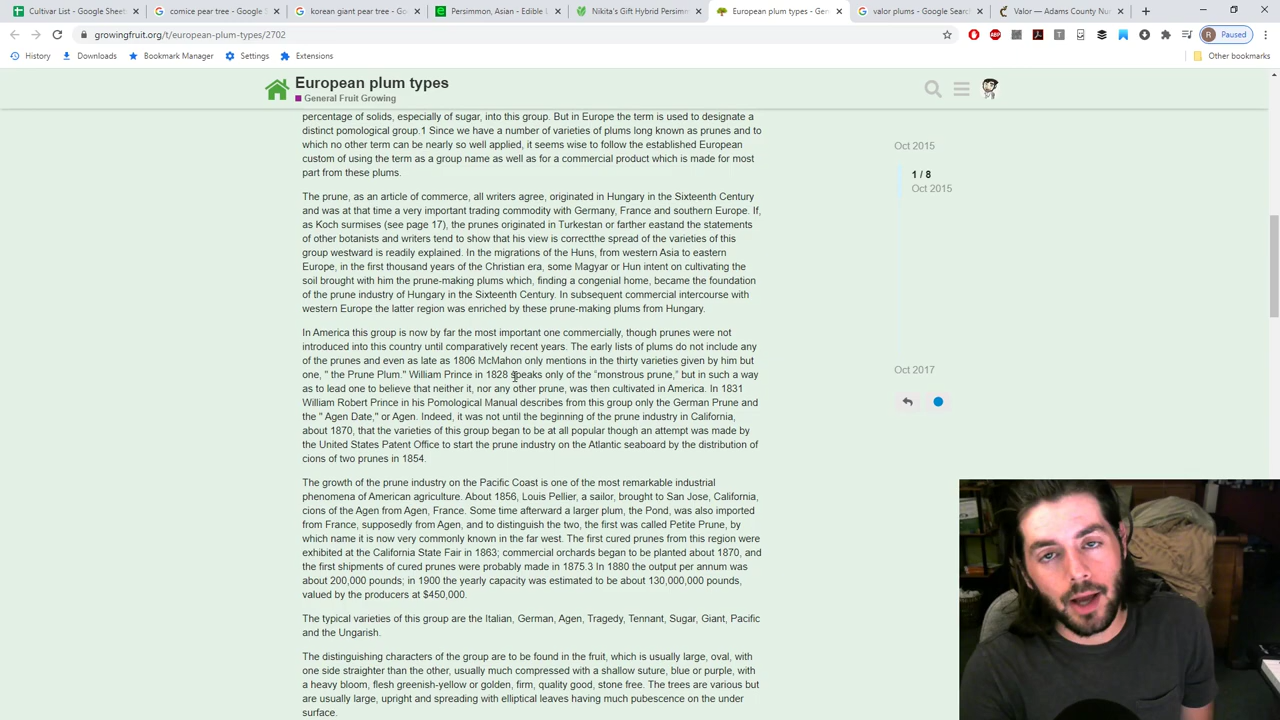 Cultivar List - Google Sheet
comice pear tree - Google
korean giant pear tree - Go
Persimmon, Asian - Edible L
Nikita's Gift Hybrid Persimm
European plum types - Gen
valor plums - Google Search
Valor — Adams County Nur
growingfruit.org/t/european-plum-types/2702
Paused
History
Downloads
Bookmark Manager
Settings
Extensions
Other bookmarks
European plum types
General Fruit Growing
percentage of solids, especially of sugar, into this group. But in Europe the term is used to designate a
distinct pomological group.1 Since we have a number of varieties of plums long known as prunes and to
which no other term can be nearly so well applied, it seems wise to follow the established European
custom of using the term as a group name as well as for a commercial product which is made for most
part from these plums.
The prune, as an article of commerce, all writers agree, originated in Hungary in the Sixteenth Century
and was at that time a very important trading commodity with Germany, France and southern Europe. If,
as Koch surmises (see page 17), the prunes originated in Turkestan or farther eastand the statements
of other botanists and writers tend to show that his view is correctthe spread of the varieties of this
group westward is readily explained. In the migrations of the Huns, from western Asia to eastern
Europe, in the first thousand years of the Christian era, some Magyar or Hun intent on cultivating the
soil brought with him the prune-making plums which, finding a congenial home, became the foundation
of the prune industry of Hungary in the Sixteenth Century. In subsequent commercial intercourse with
western Europe the latter region was enriched by these prune-making plums from Hungary.
In America this group is now by far the most important one commercially, though prunes were not
introduced into this country until comparatively recent years. The early lists of plums do not include any
of the prunes and even as late as 1806 McMahon only mentions in the thirty varieties given by him but
one, " the Prune Plum." William Prince in 1828 speaks only of the “monstrous prune,” but in such a way
as to lead one to believe that neither it, nor any other prune, was then cultivated in America. In 1831
William Robert Prince in his Pomological Manual describes from this group only the German Prune and
the " Agen Date," or Agen. Indeed, it was not until the beginning of the prune industry in California,
about 1870, that the varieties of this group began to be at all popular though an attempt was made by
the United States Patent Office to start the prune industry on the Atlantic seaboard by the distribution of
cions of two prunes in 1854.
The growth of the prune industry on the Pacific Coast is one of the most remarkable industrial
phenomena of American agriculture. About 1856, Louis Pellier, a sailor, brought to San Jose, California,
cions of the Agen from Agen, France. Some time afterward a larger plum, the Pond, was also imported
from France, supposedly from Agen, and to distinguish the two, the first was called Petite Prune, by
which name it is now very commonly known in the far west. The first cured prunes from this region were
exhibited at the California State Fair in 1863; commercial orchards began to be planted about 1870, and
the first shipments of cured prunes were probably made in 1875.3 In 1880 the output per annum was
about 200,000 pounds; in 1900 the yearly capacity was estimated to be about 130,000,000 pounds,
valued by the producers at $450,000.
The typical varieties of this group are the Italian, German, Agen, Tragedy, Tennant, Sugar, Giant, Pacific
and the Ungarish.
The distinguishing characters of the group are to be found in the fruit, which is usually large, oval, with
one side straighter than the other, usually much compressed with a shallow suture, blue or purple, with
a heavy bloom, flesh greenish-yellow or golden, firm, quality good, stone free. The trees are various but
are usually large, upright and spreading with elliptical leaves having much pubescence on the under
surface.
Oct 2015
1 / 8
Oct 2015
Oct 2017